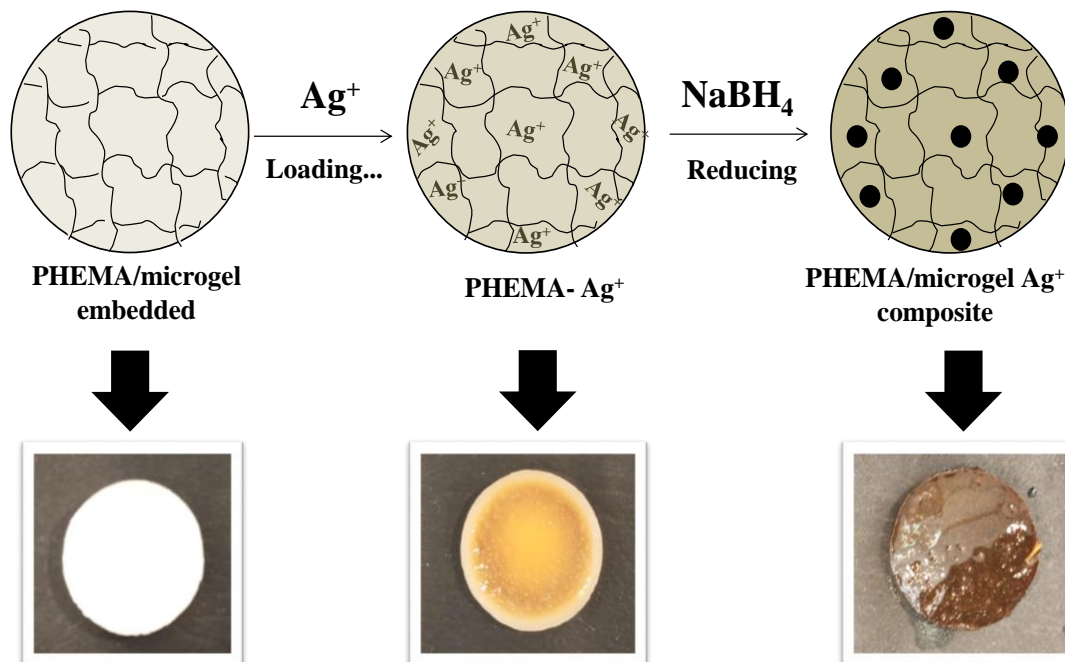 Ag⁺
Loading...
Ag⁺
Ag⁺
Ag⁺
Ag⁺
Ag⁺
Ag⁺
Ag⁺
Ag⁺
Ag⁺
NaBH₄
Reducing
PHEMA/microgel
embedded
PHEMA- Ag⁺
PHEMA/microgel Ag⁺
composite